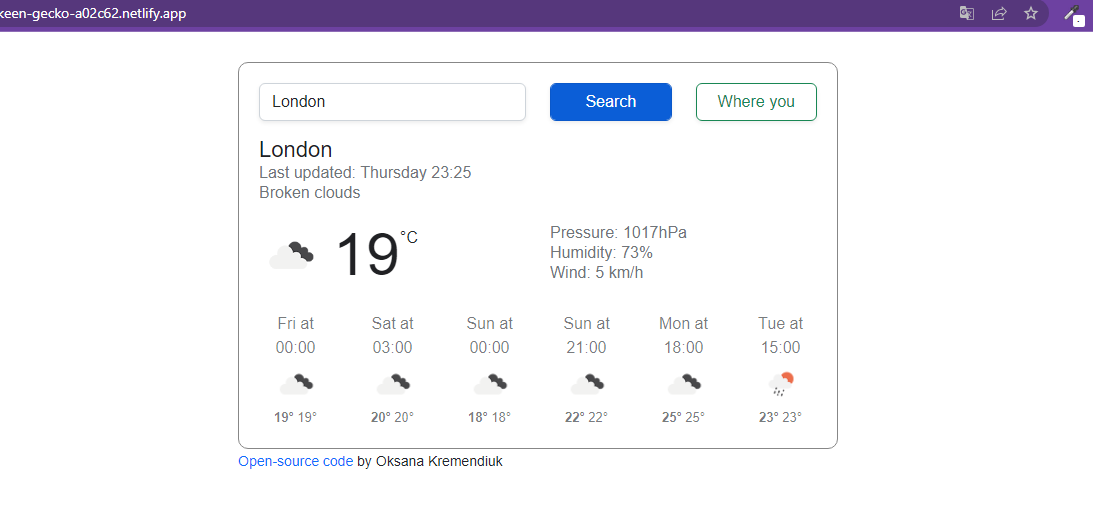 keen-gecko-a02c62.netlify.app
London
Search
Where you
London
Last updated: Thursday 23:25
Broken clouds
19 °C
Pressure: 1017hPa
Humidity: 73%
Wind: 5 km/h
Fri at Sat at Sun at Sun at Mon at Tue at
00:00 03:00 00:00 21:00 18:00 15:00
19° 19° 20° 20° 18° 18° 22° 22° 25° 25° 23° 23°
Open-source code by Oksana Kremendiuk